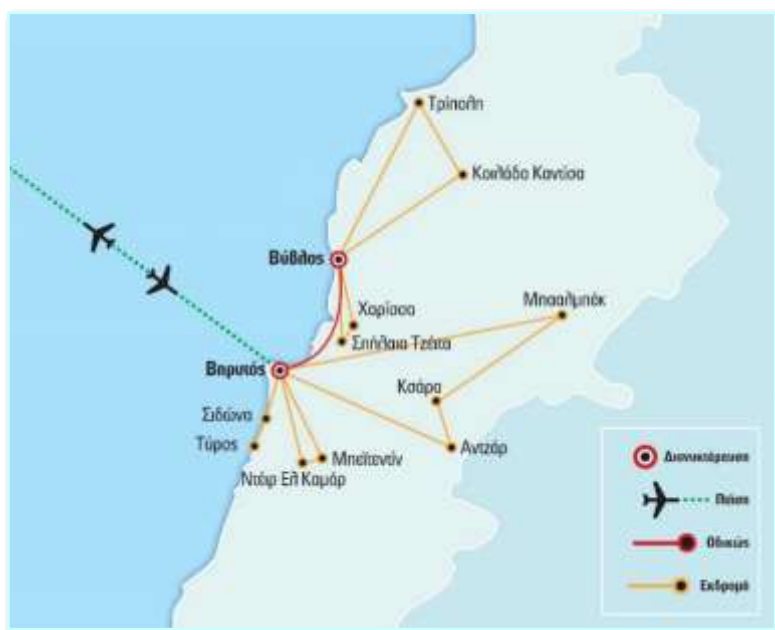 Τρίπολη
Κοιλάδα Καντίσα
Βύβλος
Χαρίσσα
Μπααλμπέκ
Σπήλαια Τζέιτα
Βηρυτός
Κσάρα
Σιδώνα
Τύρος
Μπεϊτεντίν
Αντζάρ
Ντέιρ Ελ Καμάρ
Διανυκτέρευση
Πτήση
Οδικώς
Εκδρομή